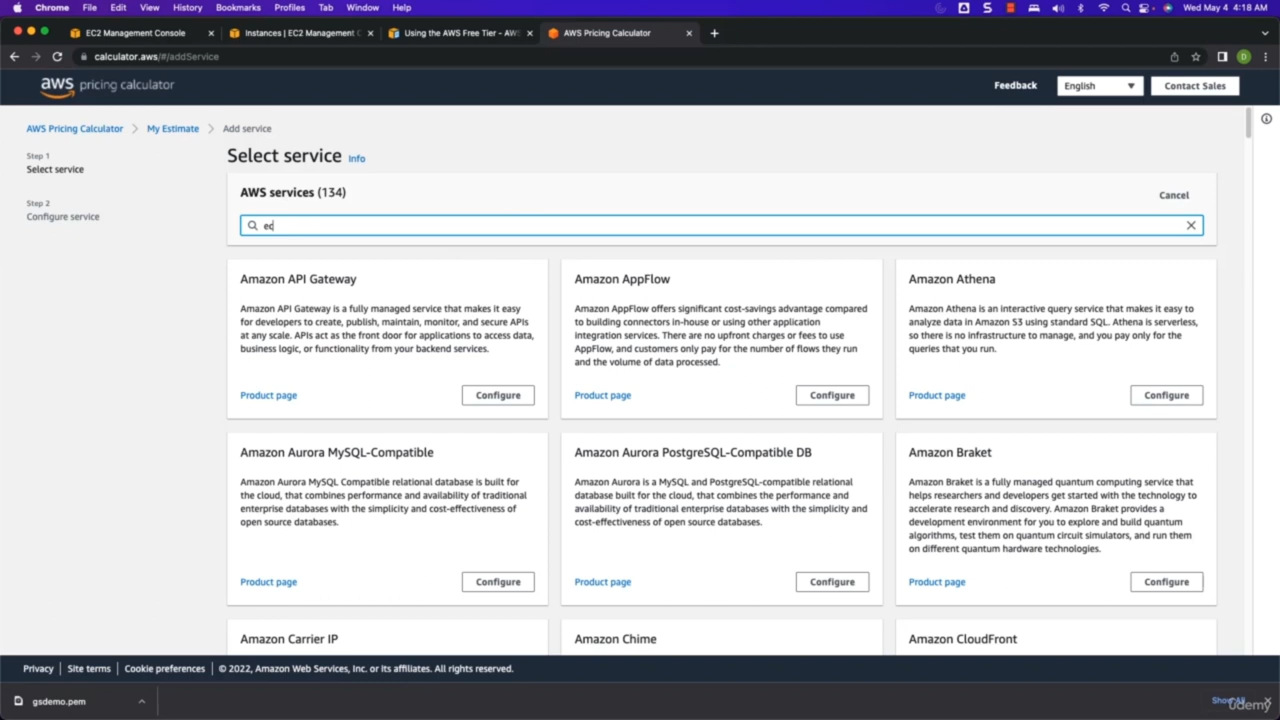 Chrome File Edit View History Bookmarks Profiles Tab Window Help Wed May 4 4:18 AM
EC2 Management Console Instances | EC2 Management C Using the AWS Free Tier - AWS AWS Pricing Calculator
calculator.aws/#/addService
aws pricing calculator Feedback English Contact Sales
AWS Pricing Calculator My Estimate Add service
Step 1
Select service
Step 2
Configure service
Select service Info
AWS services (134) Cancel
ec
Amazon API Gateway
Amazon API Gateway is a fully managed service that makes it easy
for developers to create, publish, maintain, monitor, and secure APIs
at any scale. APIs act as the front door for applications to access data,
business logic, or functionality from your backend services.
Product page Configure
Amazon AppFlow
Amazon AppFlow offers significant cost-savings advantage compared
to building connectors in-house or using other application
integration services. There are no upfront charges or fees to use
AppFlow, and customers only pay for the number of flows they run
and the volume of data processed.
Product page Configure
Amazon Athena
Amazon Athena is an interactive query service that makes it easy to
analyze data in Amazon S3 using standard SQL. Athena is serverless,
so there is no infrastructure to manage, and you pay only for the
queries that you run.
Product page Configure
Amazon Aurora MySQL-Compatible
Amazon Aurora MySQL Compatible relational database is built for
the cloud, that combines performance and availability of traditional
enterprise databases with the simplicity and cost-effectiveness of
open source databases.
Product page Configure
Amazon Aurora PostgreSQL-Compatible DB
Amazon Aurora is a MySQL and PostgreSQL-compatible relational
database built for the cloud, that combines the performance and
availability of traditional enterprise databases with the simplicity and
cost-effectiveness of open source databases.
Product page Configure
Amazon Braket
Amazon Braket is a fully managed quantum computing service that
helps researchers and developers get started with the technology to
accelerate research and discovery. Amazon Braket provides a
development environment for you to explore and build quantum
algorithms, test them on quantum circuit simulators, and run them
on different quantum hardware technologies.
Product page Configure
Amazon Carrier IP Amazon Chime Amazon CloudFront
Privacy Site terms Cookie preferences © 2022, Amazon Web Services, Inc. or its affiliates. All rights reserved.
gsdemo.pem Show All
udemy